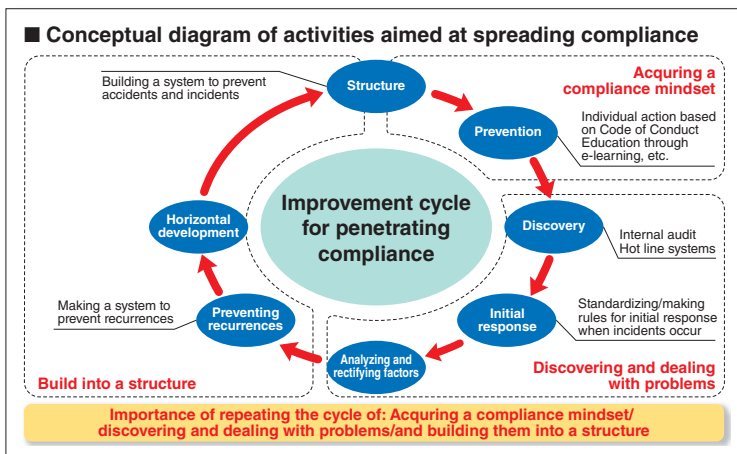 ■ Conceptual diagram of activities aimed at spreading compliance
Building a system to prevent
accidents and incidents
Structure
Acquring a
compliance mindset
Prevention
Individual action based
on Code of Conduct
Education through
e-learning, etc.
Improvement cycle
for penetrating
compliance
Horizontal
development
Discovery
Internal audit
Hot line systems
Making a system to
prevent recurrences
Preventing
recurrences
Initial
response
Standardizing/making
rules for initial response
when incidents occur
Analyzing and
rectifying factors
Build into a structure
Discovering and dealing
with problems
Importance of repeating the cycle of: Acquring a compliance mindset/
discovering and dealing with problems/and building them into a structure